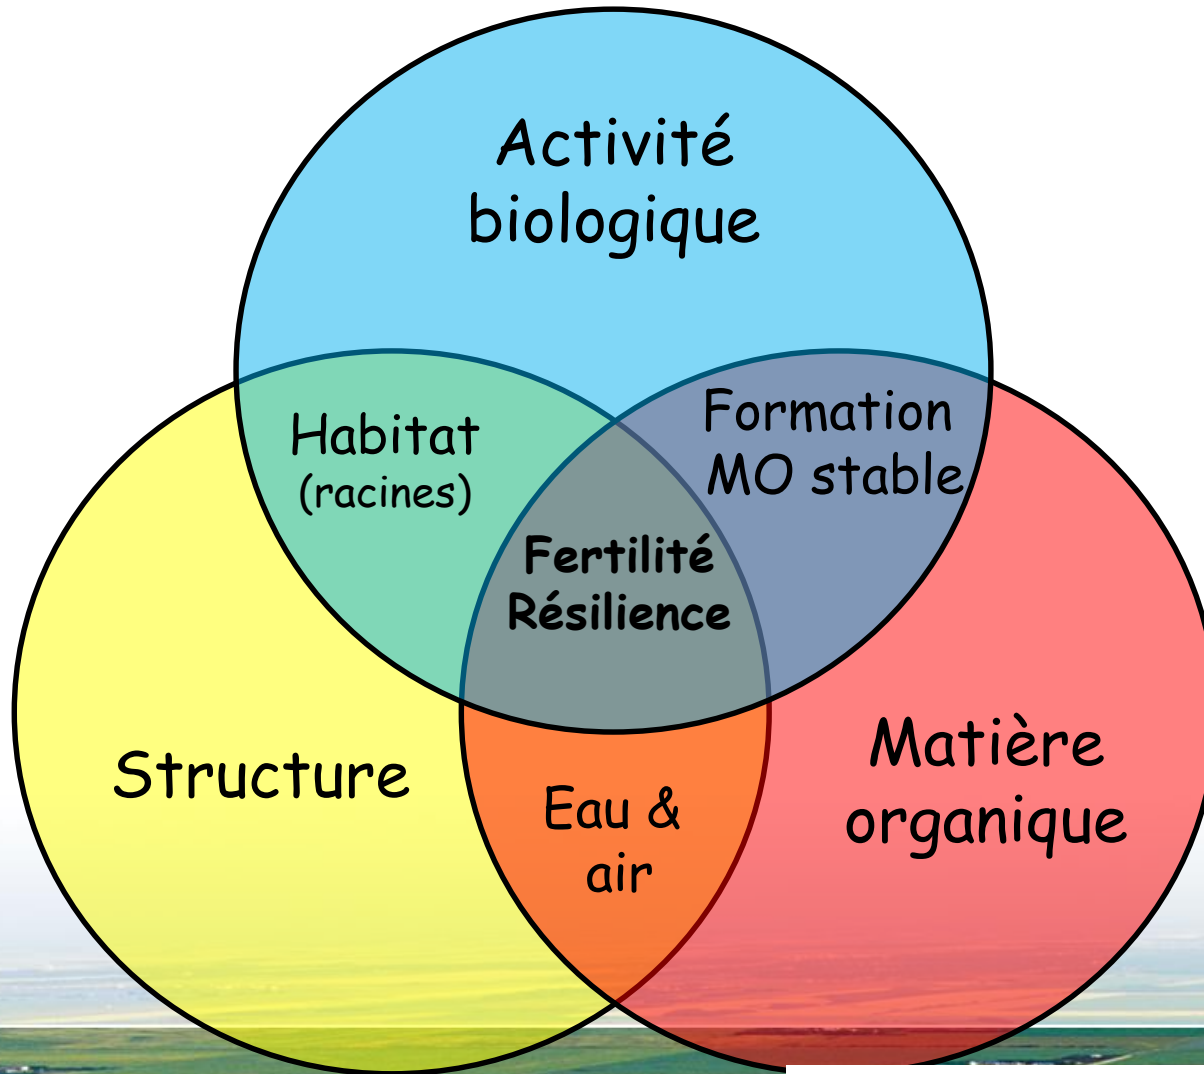 Activité
biologique
Habitat
(racines)
Formation
MO stable
Fertilité
Résilience
Structure
Matière
organique
Eau &
air